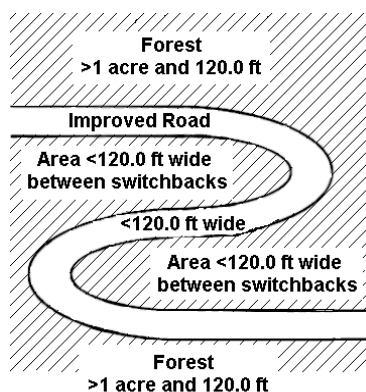 Forest
>1 acre and 120.0 ft
Improved Road
Area <120.0 ft wide
between switchbacks
<120.0 ft wide
Area <120.0 ft wide
between switchbacks
Forest
>1 acre and 120.0 ft